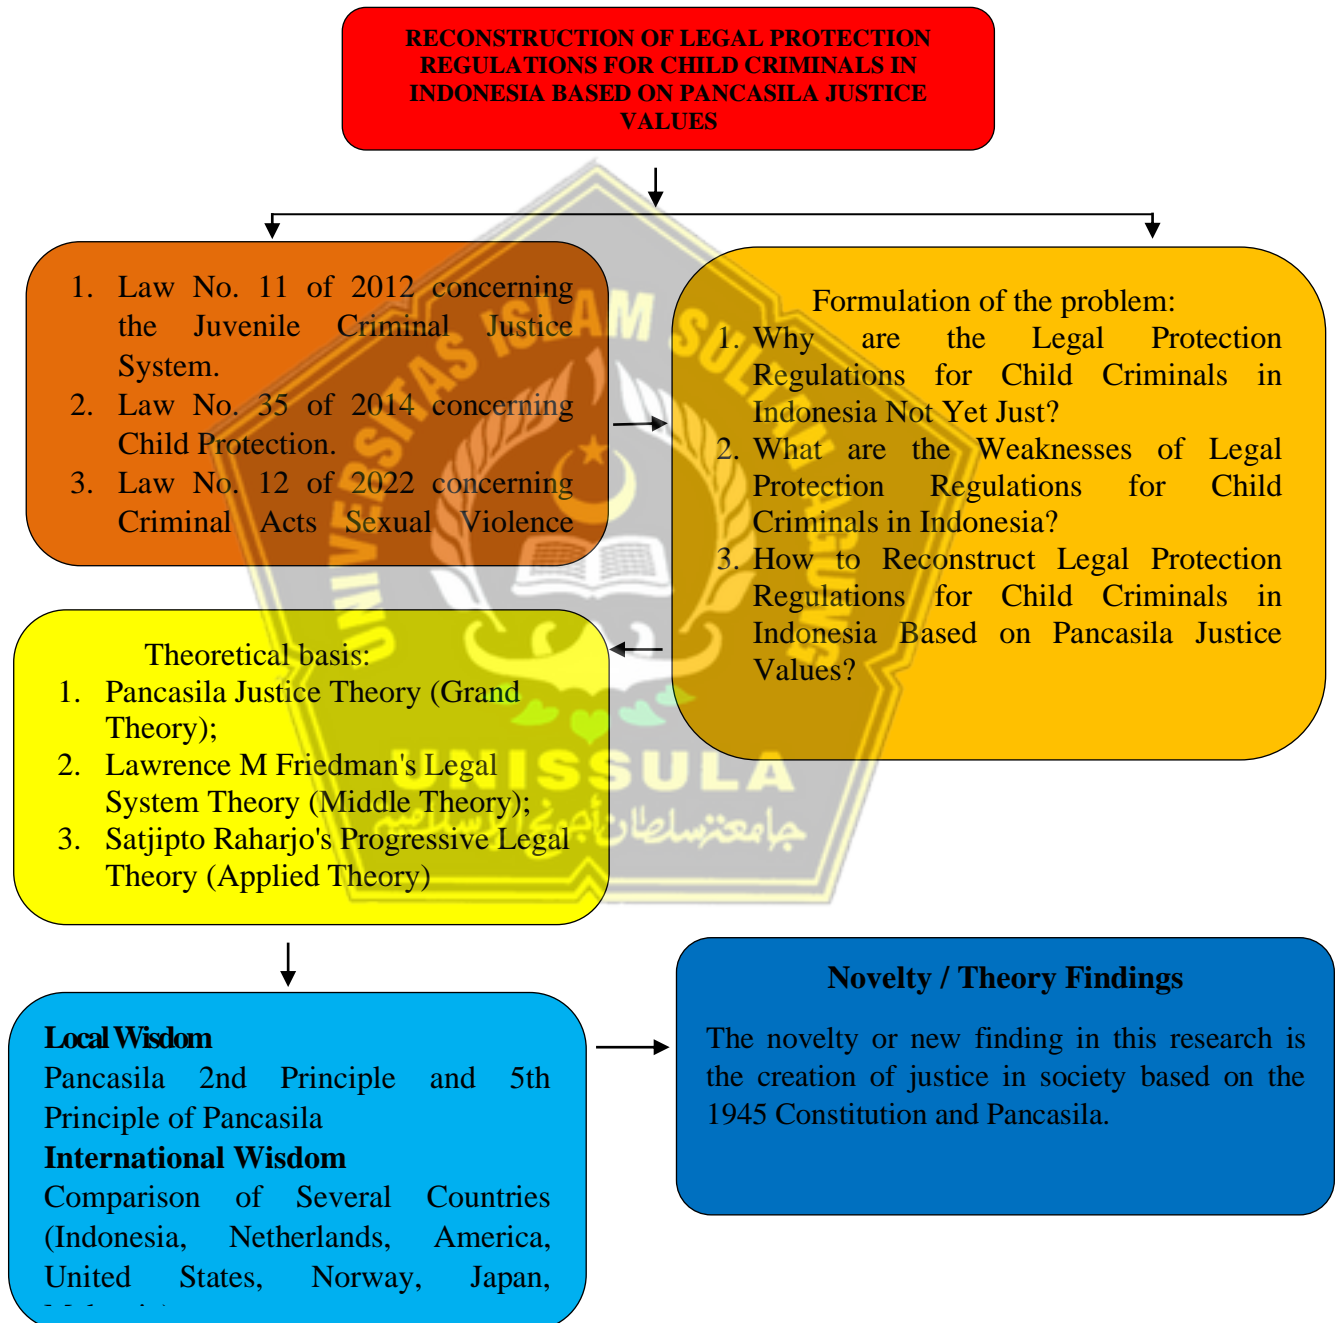 RECONSTRUCTION OF LEGAL PROTECTION
REGULATIONS FOR CHILD CRIMINALS IN
INDONESIA BASED ON PANCASILA JUSTICE
VALUES
1. Law No. 11 of 2012 concerning
the Juvenile Criminal Justice
System.
2. Law No. 35 of 2014 concerning
Child Protection.
3. Law No. 12 of 2022 concerning
Criminal Acts Sexual Violence
Formulation of the problem:
1. Why are the Legal Protection
Regulations for Child Criminals in
Indonesia Not Yet Just?
2. What are the Weaknesses of Legal
Protection Regulations for Child
Criminals in Indonesia?
3. How to Reconstruct Legal Protection
Regulations for Child Criminals in
Indonesia Based on Pancasila Justice
Values?
Theoretical basis:
1. Pancasila Justice Theory (Grand
Theory);
2. Lawrence M Friedman's Legal
System Theory (Middle Theory);
3. Satjipto Raharjo's Progressive Legal
Theory (Applied Theory)
Local Wisdom
Pancasila 2nd Principle and 5th
Principle of Pancasila
International Wisdom
Comparison of Several Countries
(Indonesia, Netherlands, America,
United States, Norway, Japan,
Novelty / Theory Findings
The novelty or new finding in this research is
the creation of justice in society based on the
1945 Constitution and Pancasila.
UNIVERSITAS ISLAM SULTAN AGUNG
UNISSULA